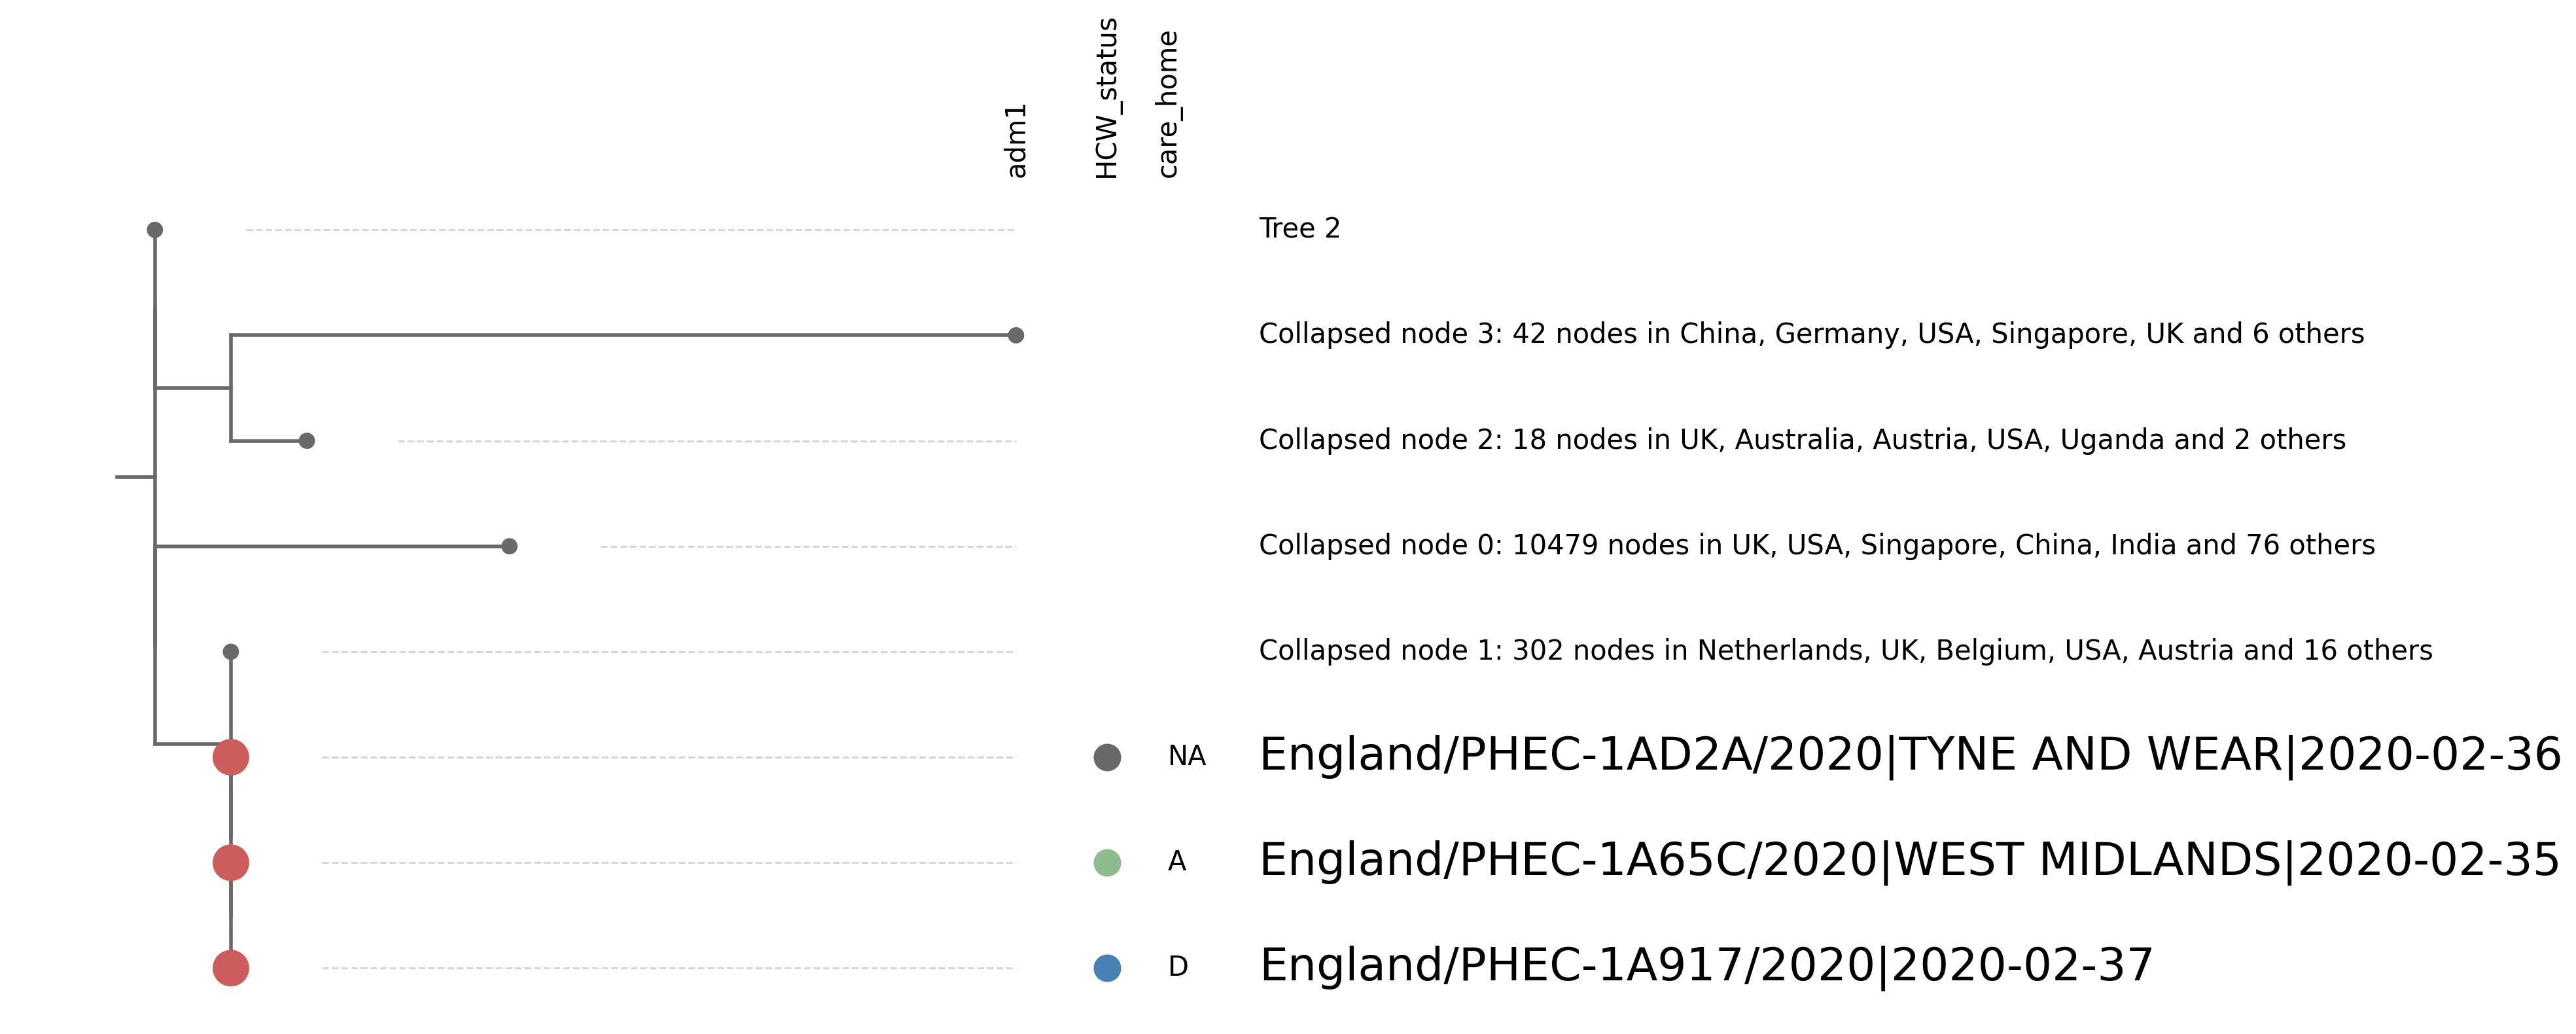 adm1
HCW_status
care_home
Tree 2
Collapsed node 3: 42 nodes in China, Germany, USA, Singapore, UK and 6 others
Collapsed node 2: 18 nodes in UK, Australia, Austria, USA, Uganda and 2 others
Collapsed node 0: 10479 nodes in UK, USA, Singapore, China, India and 76 others
Collapsed node 1: 302 nodes in Netherlands, UK, Belgium, USA, Austria and 16 others
NA England/PHEC-1AD2A/2020|TYNE AND WEAR|2020-02-36
A England/PHEC-1A65C/2020|WEST MIDLANDS|2020-02-35
D England/PHEC-1A917/2020|2020-02-37